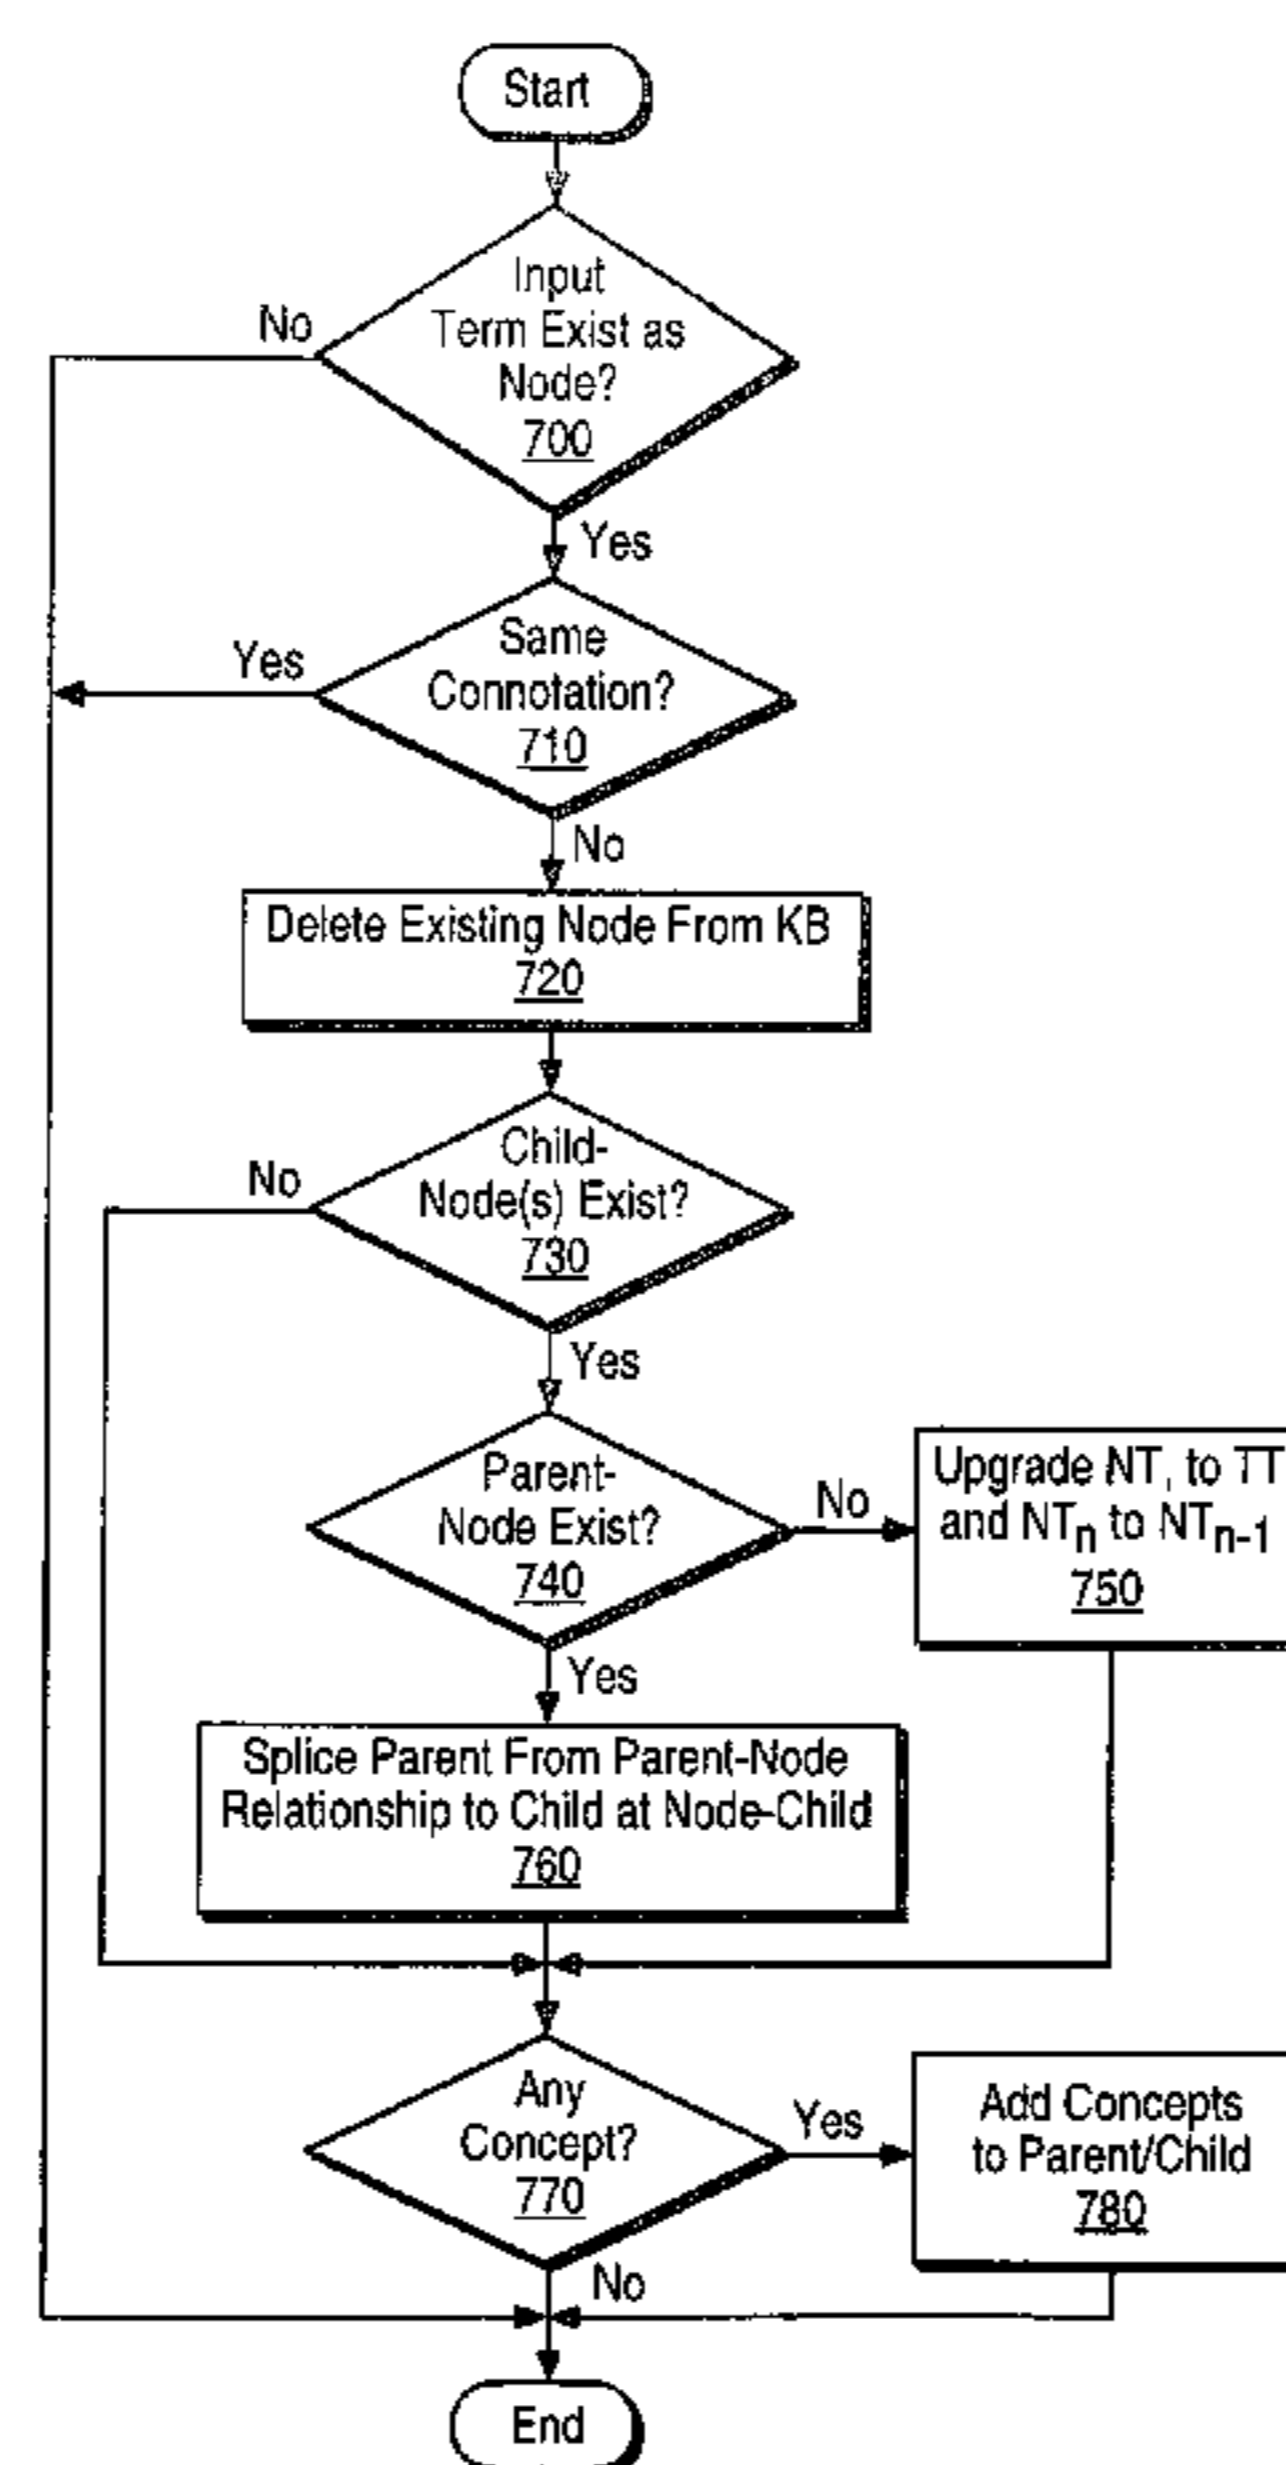 Start
Input
Term Exist as
Node?
700
No
Yes
Same
Connotation?
710
Yes
No
Delete Existing Node From KB
720
Child-
Node(s) Exist?
730
No
Yes
Parent-
Node Exist?
740
No
Upgrade NT, to TT
and NTn to NTn-1
750
Yes
Splice Parent From Parent-Node
Relationship to Child at Node-Child
760
Any
Concept?
770
Yes
Add Concepts
to Parent/Child
780
No
End